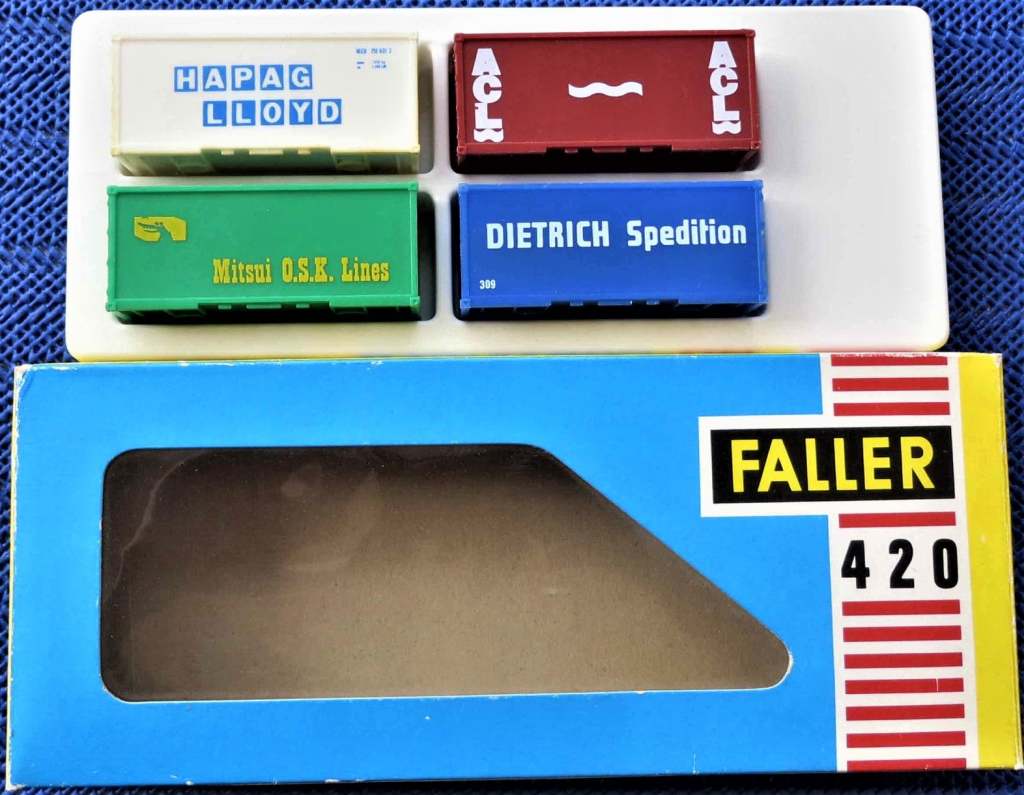 HAPAG
LLOYD
ACL
ACL
Mitsui O.S.K. Lines
DIETRICH Spedition
309
FALLER
420